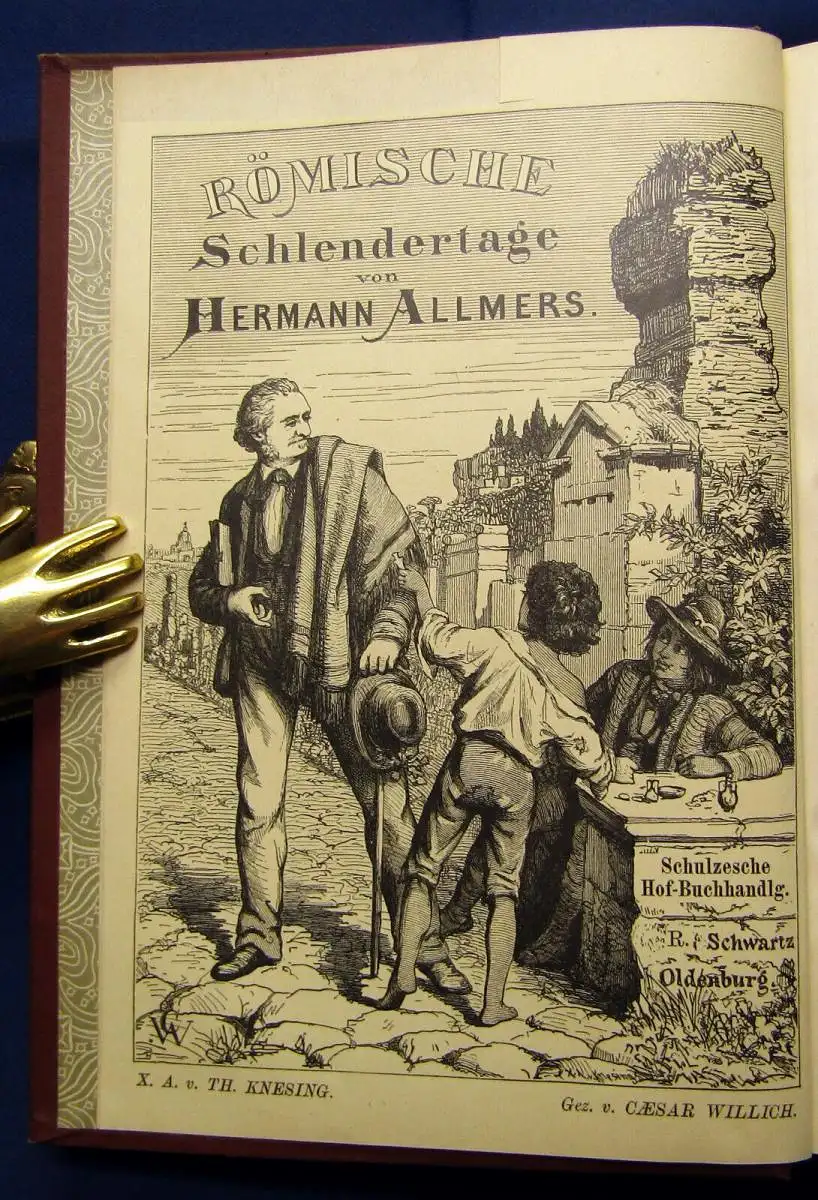 RÖMISCHE
Schlendertage
von
HERMANN ALLMERS.
Schulzesche
Hof-Buchhandlg.
R. Schwartz
Oldenburg.
X. A. v. TH. KNESING.
Gez. v. CÆSAR WILLICH.